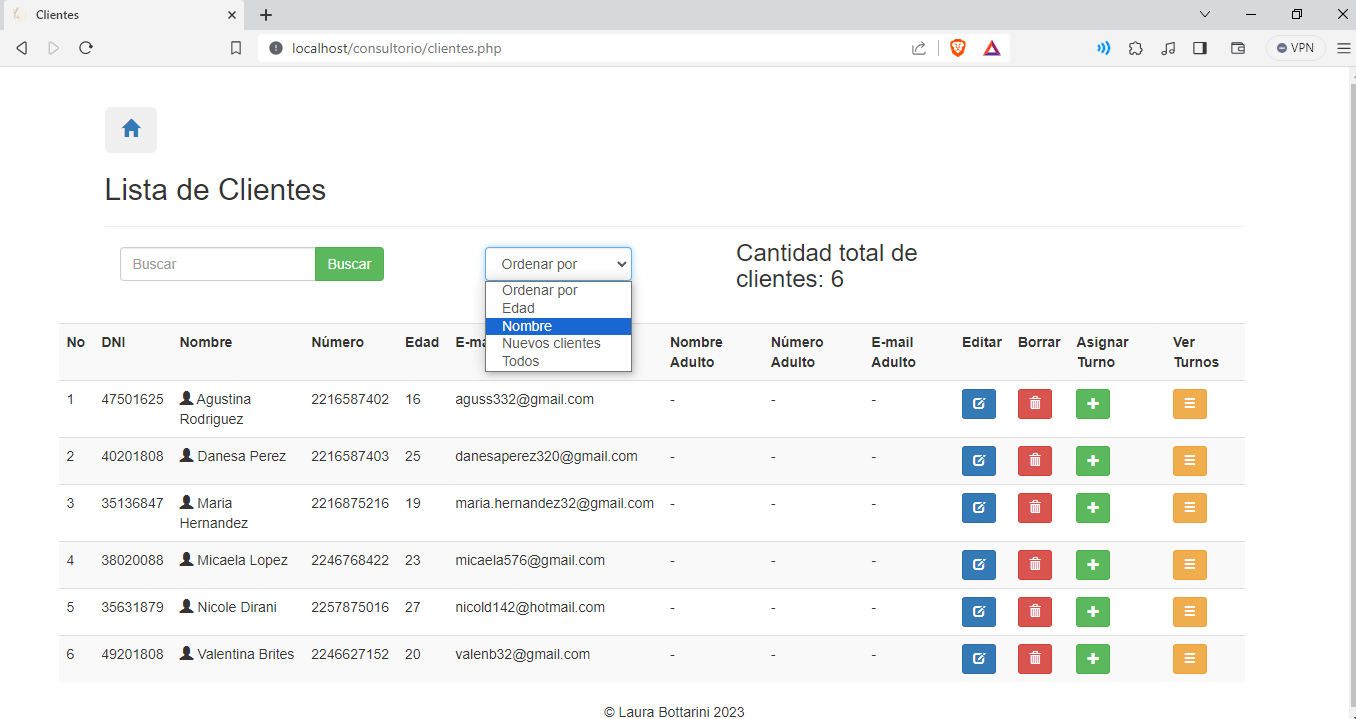 Clientes
localhost/consultorio/clientes.php
VPN
Lista de Clientes
Buscar
Buscar
Ordenar por
Ordenar por
Edad
Nombre
Nuevos clientes
Todos
Cantidad total de
clientes: 6
No DNI Nombre Número Edad E-ma Nombre Adulto Número Adulto E-mail Adulto Editar Borrar Asignar Turno Ver Turnos
1 47501625 Agustina Rodriguez 2216587402 16 aguss332@gmail.com - - -
2 40201808 Danesa Perez 2216587403 25 danesaperez320@gmail.com - - -
3 35136847 Maria Hernandez 2216875216 19 maria.hernandez32@gmail.com - - -
4 38020088 Micaela Lopez 2246768422 23 micaela576@gmail.com - - -
5 35631879 Nicole Dirani 2257875016 27 nicold142@hotmail.com - - -
6 49201808 Valentina Brites 2246627152 20 valenb32@gmail.com - - -
© Laura Bottarini 2023